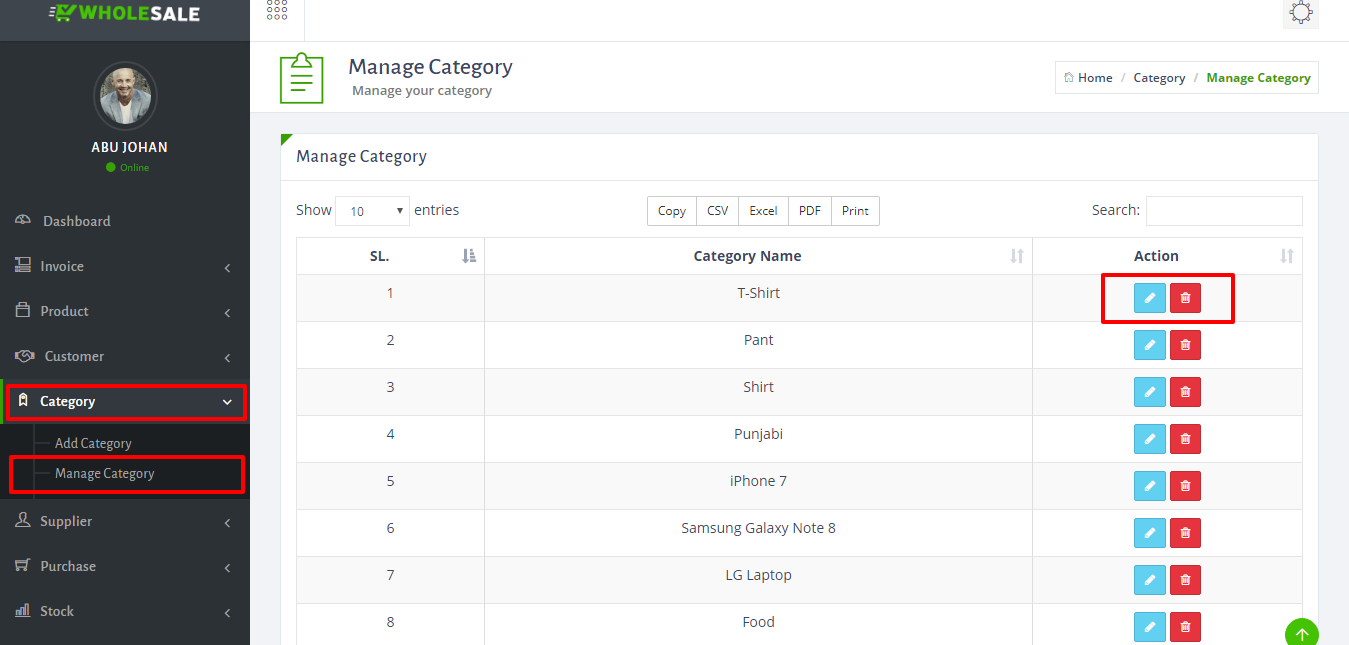 WHOLESALE
ABU JOHAN
Online
Dashboard
Invoice
Product
Customer
Category
Add Category
Manage Category
Supplier
Purchase
Stock
Manage Category
Manage your category
Home / Category / Manage Category
Manage Category
Show 10 entries
Copy CSV Excel PDF Print
Search:
SL. Category Name Action
1 T-Shirt
2 Pant
3 Shirt
4 Punjabi
5 iPhone 7
6 Samsung Galaxy Note 8
7 LG Laptop
8 Food